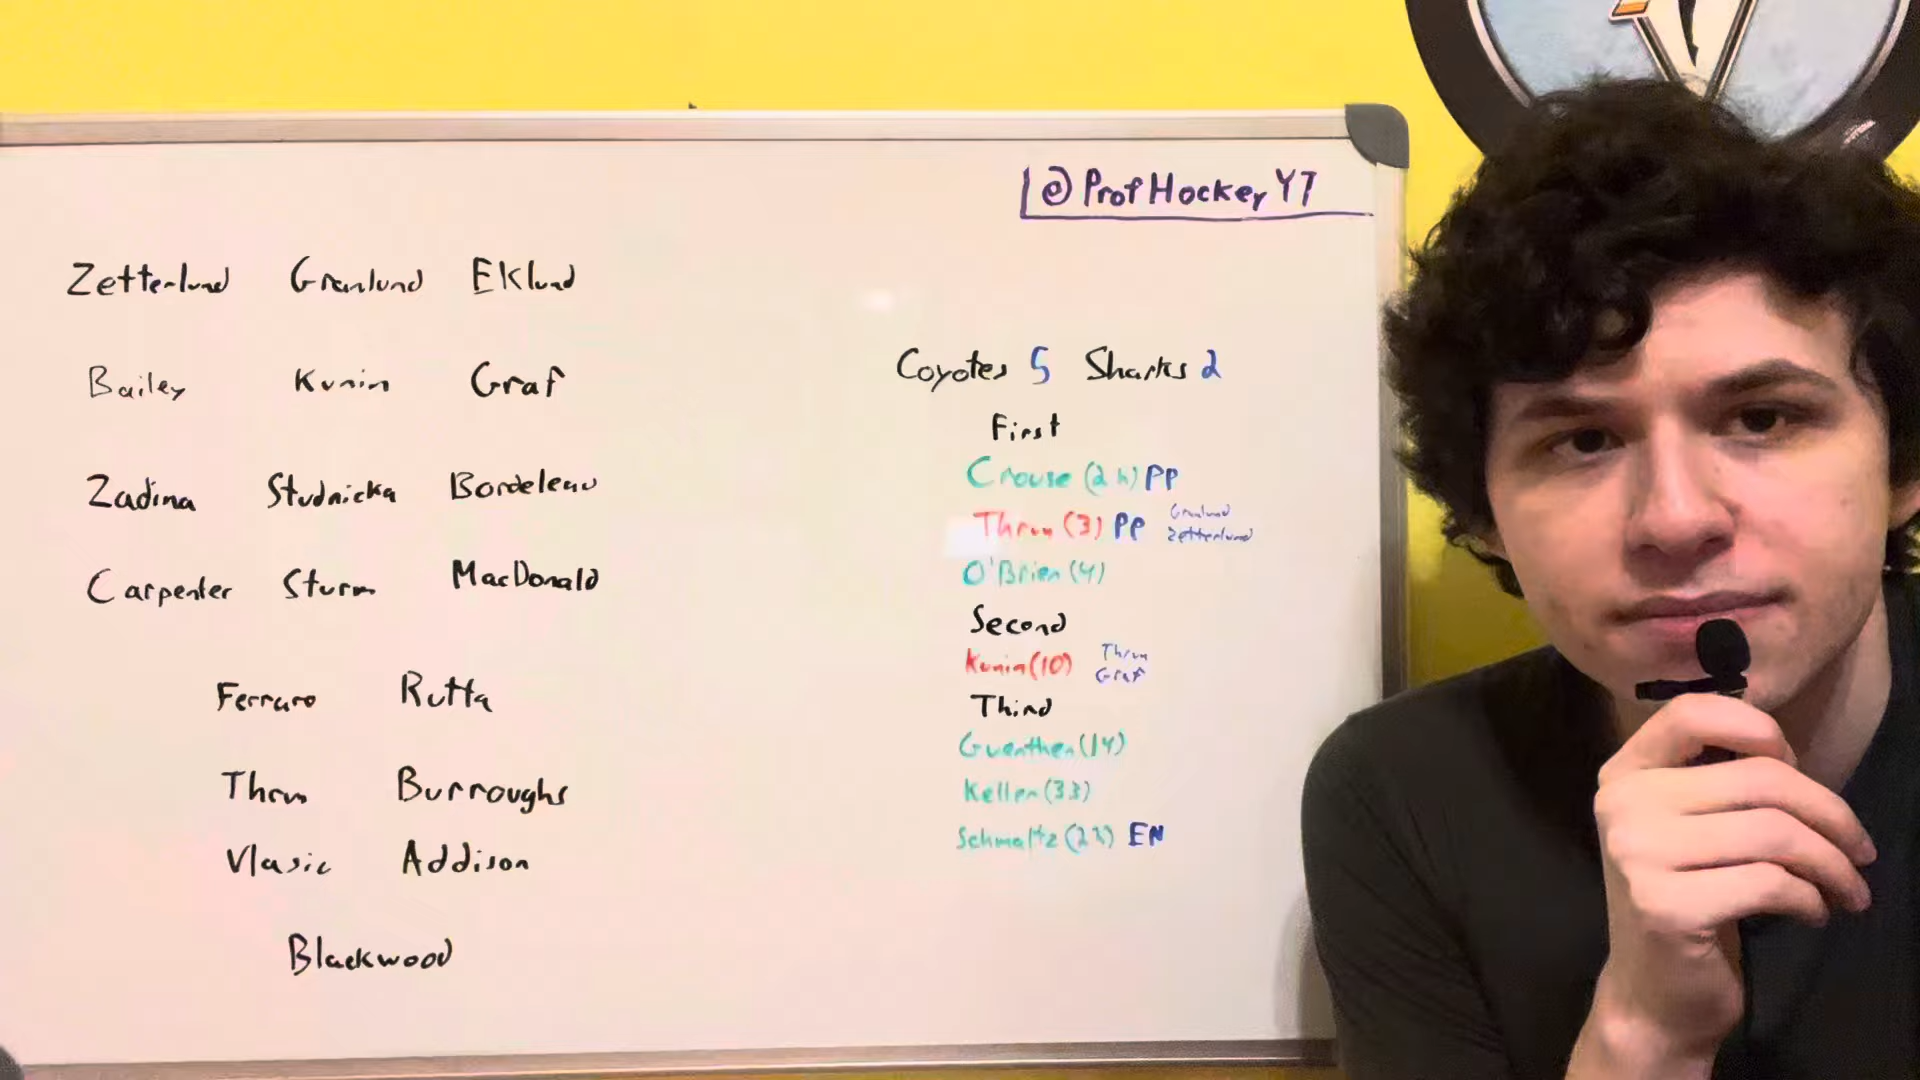 @ProfHockeyYT
Zetterlund Granlund Eklund
Bailey Kunin Graf
Zadina Studnicka Bordeleau
Carpenter Sturm MacDonald
Ferraro Rutta
Thrun Burroughs
Vlasic Addison
Blackwood
Coyotes 5 Sharks 2
First
Crouse (2) PP
Thrun (3) PP Granlund
Zetterlund
O'Brien (4)
Second
Kunin (10) Thrun
Graf
Third
Guenther (14)
Keller (33)
Schmaltz EN